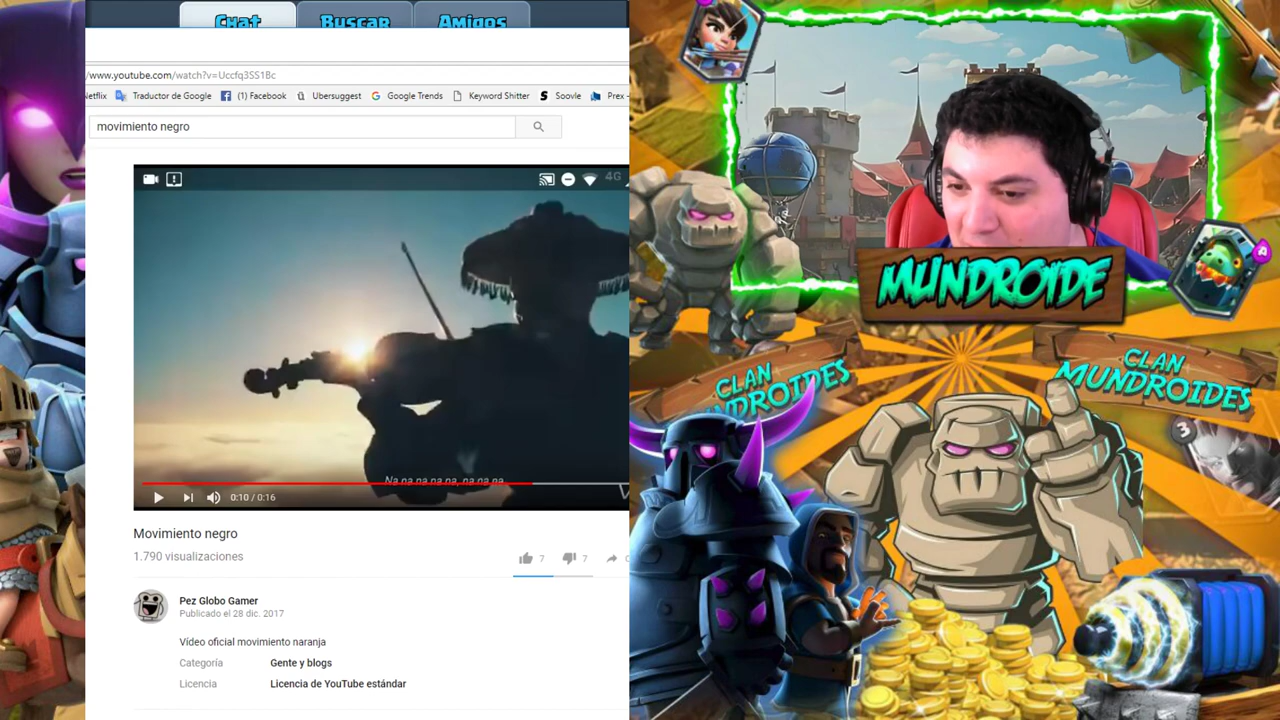 Chat
Buscar
Amigos
/www.youtube.com/watch?v=Uccfq3SS1Bc
Netflix
Traductor de Google
(1) Facebook
Ubersuggest
Google Trends
Keyword Shitter
Soovle
Prex -
movimiento negro
4G
Na na na na na, na na na
0:10 / 0:16
Movimiento negro
1.790 visualizaciones
7
7
Pez Globo Gamer
Publicado el 28 dic. 2017
Vídeo oficial movimiento naranja
Categoría
Gente y blogs
Licencia
Licencia de YouTube estándar
MUNDROIDE
CLAN
MUNDROIDES
CLAN
MUNDROIDES
3